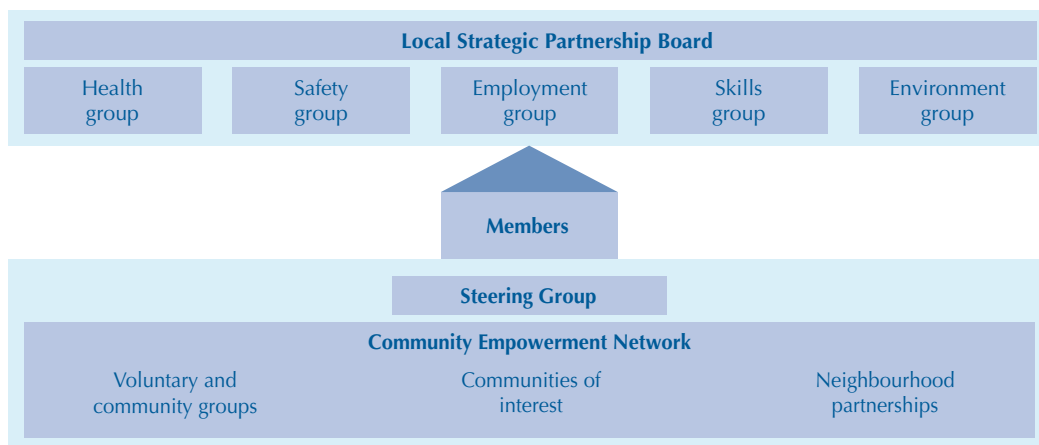 Local Strategic Partnership Board
Health
group
Safety
group
Employment
group
Skills
group
Environment
group
Members
Steering Group
Community Empowerment Network
Voluntary and
community groups
Communities of
interest
Neighbourhood
partnerships